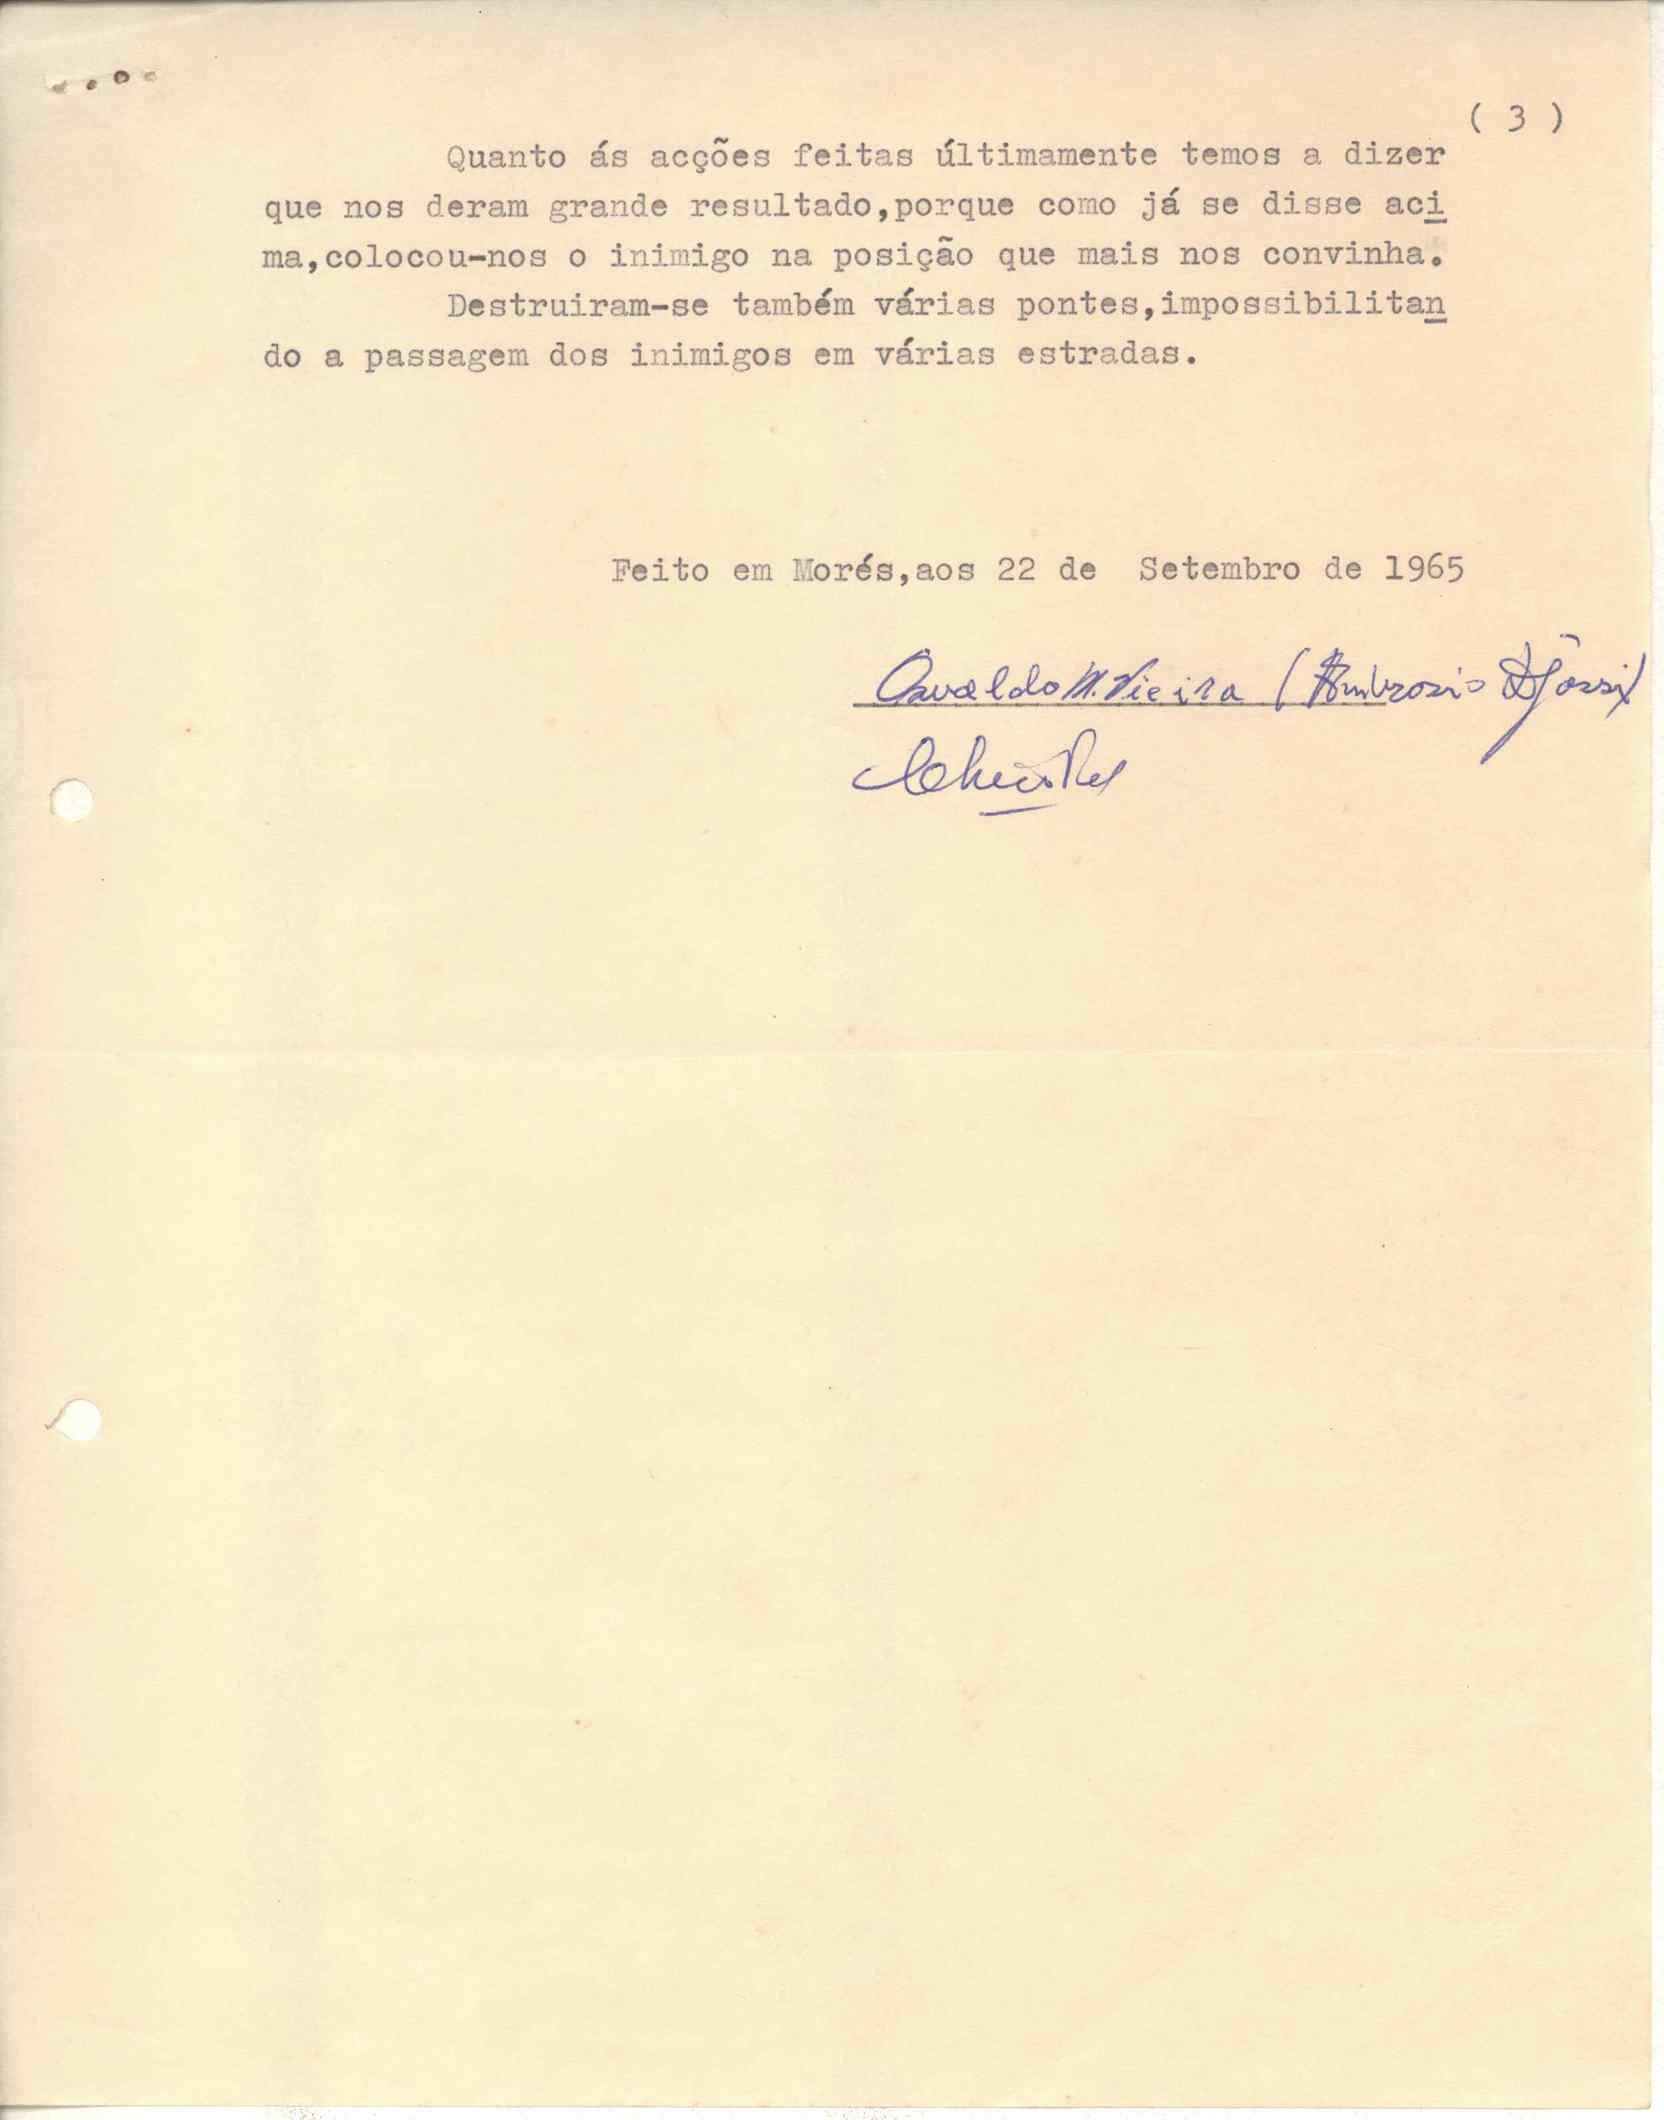 ( 3 )
Quanto ás acções feitas últimamente temos a dizer
que nos deram grande resultado,porque como já se disse aci
ma,colocou-nos o inimigo na posição que mais nos convinha.
Destruiram-se também várias pontes,impossibilitan
do a passagem dos inimigos em várias estradas.
Feito em Morés,aos 22 de Setembro de 1965
Osvaldo M. Vieira (Ambrosio Djassi)